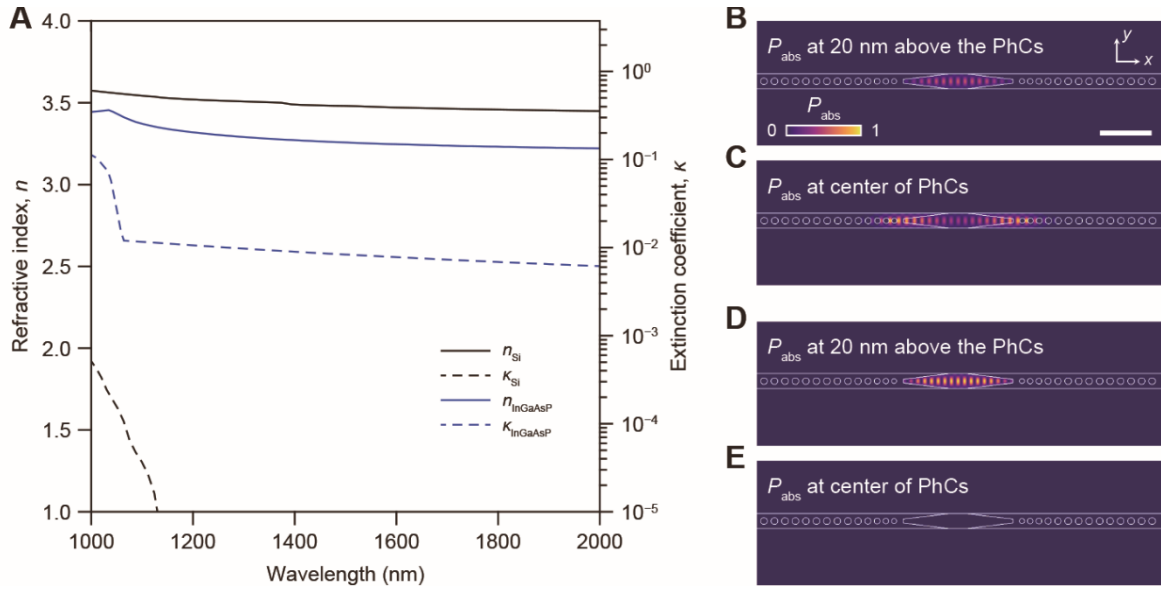 A
4.0
3.5
3.0
2.5
2.0
1.5
1.0
Refractive index, n
1000
1200
1400
1600
1800
2000
Wavelength (nm)
10⁰
10⁻¹
10⁻²
10⁻³
10⁻⁴
10⁻⁵
Extinction coefficient, κ
n_Si
κ_Si
n_InGaAsP
κ_InGaAsP
B
P_abs at 20 nm above the PhCs
y
x
P_abs
0
1
C
P_abs at center of PhCs
D
P_abs at 20 nm above the PhCs
E
P_abs at center of PhCs